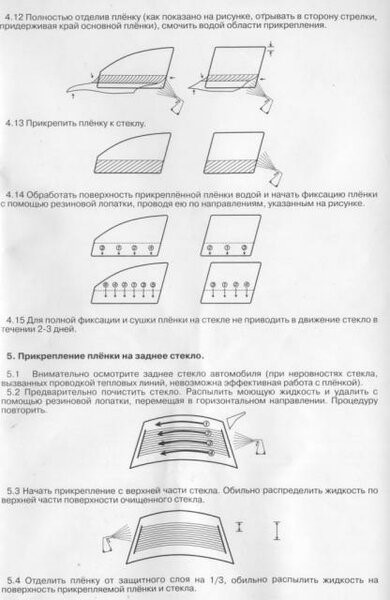 4.12 Полностью отделив плёнку (как показано на рисунке, отрывать в сторону стрелки,
придерживая край основной плёнки), смочить водой области прикрепления.
4.13 Прикрепить плёнку к стеклу.
4.14 Обработать поверхность прикреплённой плёнки водой и начать фиксацию плёнки
с помощью резиновой лопатки, проводя ею по направлениям, указанным на рисунке.
4.15 Для полной фиксации и сушки плёнки на стекле не приводить в движение стекло в
течении 2-3 дней.
5. Прикрепление плёнки на заднее стекло.
5.1 Внимательно осмотрите заднее стекло автомобиля (при неровностях стекла,
вызванных проводкой тепловых линий, невозможна эффективная работа с плёнкой).
5.2 Предварительно почистить стекло. Распылить моющую жидкость и удалить с
помощью резиновой лопатки, перемещая в горизонтальном направлении. Процедуру
повторить.
5.3 Начать прикрепление с верхней части стекла. Обильно распределить жидкость по
верхней части поверхности очищенного стекла.
5.4 Отделить плёнку от защитного слоя на 1/3, обильно распылить жидкость на
поверхность прикрепляемой плёнки и стекла.